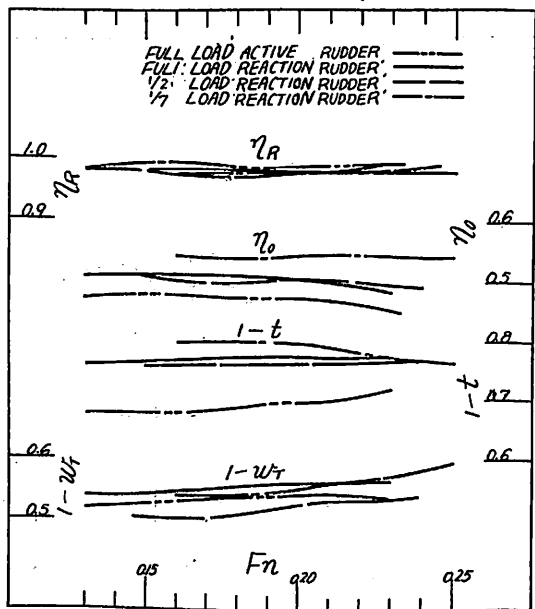 FULL LOAD ACTIVE RUDDER
FULL LOAD REACTION RUDDER
1/2 LOAD REACTION RUDDER
1/7 LOAD REACTION RUDDER
1.0
ηR
ηR
0.9
0.6
ηo
ηo
0.5
1-t
0.8
0.7
1-t
0.6
0.6
1-wT
1-wT
0.5
Fn
0.15
0.20
0.25